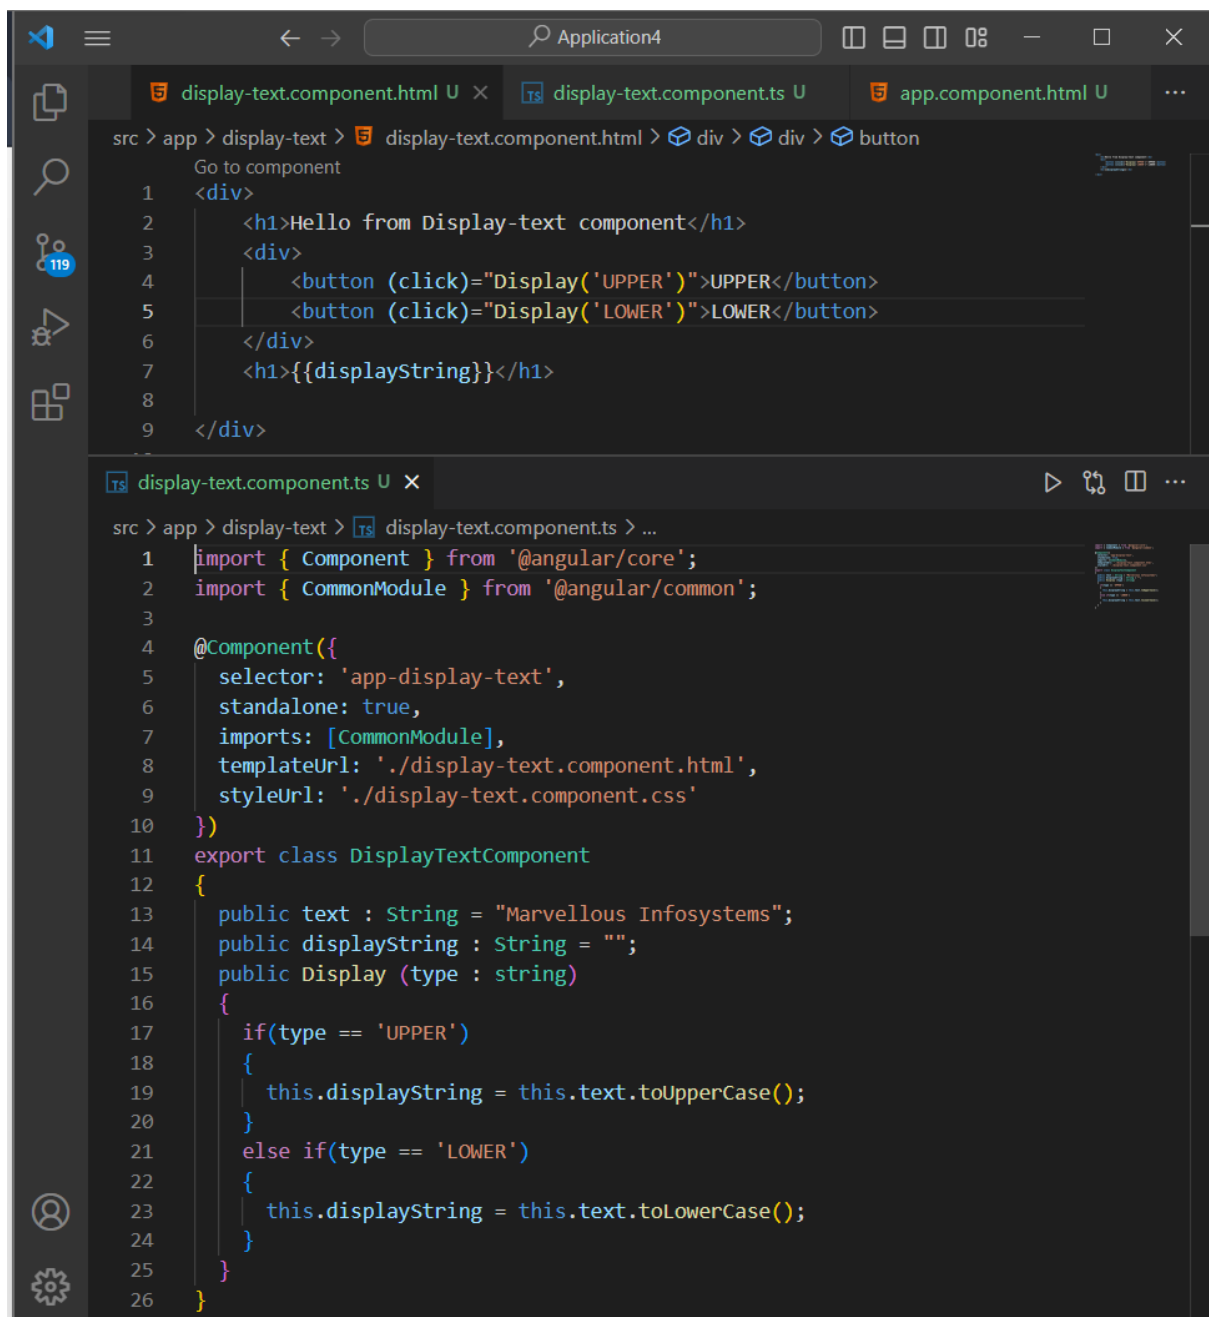 Application4
display-text.component.html U
display-text.component.ts U
app.component.html U
src > app > display-text > display-text.component.html > div > div > button
Go to component
1 <div>
2 <h1>Hello from Display-text component</h1>
3 <div>
4 <button (click)="Display('UPPER')">UPPER</button>
5 <button (click)="Display('LOWER')">LOWER</button>
6 </div>
7 <h1>{{displayString}}</h1>
8
9 </div>
119
display-text.component.ts U
src > app > display-text > display-text.component.ts > ...
1 import { Component } from '@angular/core';
2 import { CommonModule } from '@angular/common';
3
4 @Component({
5 selector: 'app-display-text',
6 standalone: true,
7 imports: [CommonModule],
8 templateUrl: './display-text.component.html',
9 styleUrl: './display-text.component.css'
10 })
11 export class DisplayTextComponent
12 {
13 public text : String = "Marvellous Infosystems";
14 public displayString : String = "";
15 public Display (type : string)
16 {
17 if(type == 'UPPER')
18 {
19 this.displayString = this.text.toUpperCase();
20 }
21 else if(type == 'LOWER')
22 {
23 this.displayString = this.text.toLowerCase();
24 }
25 }
26 }